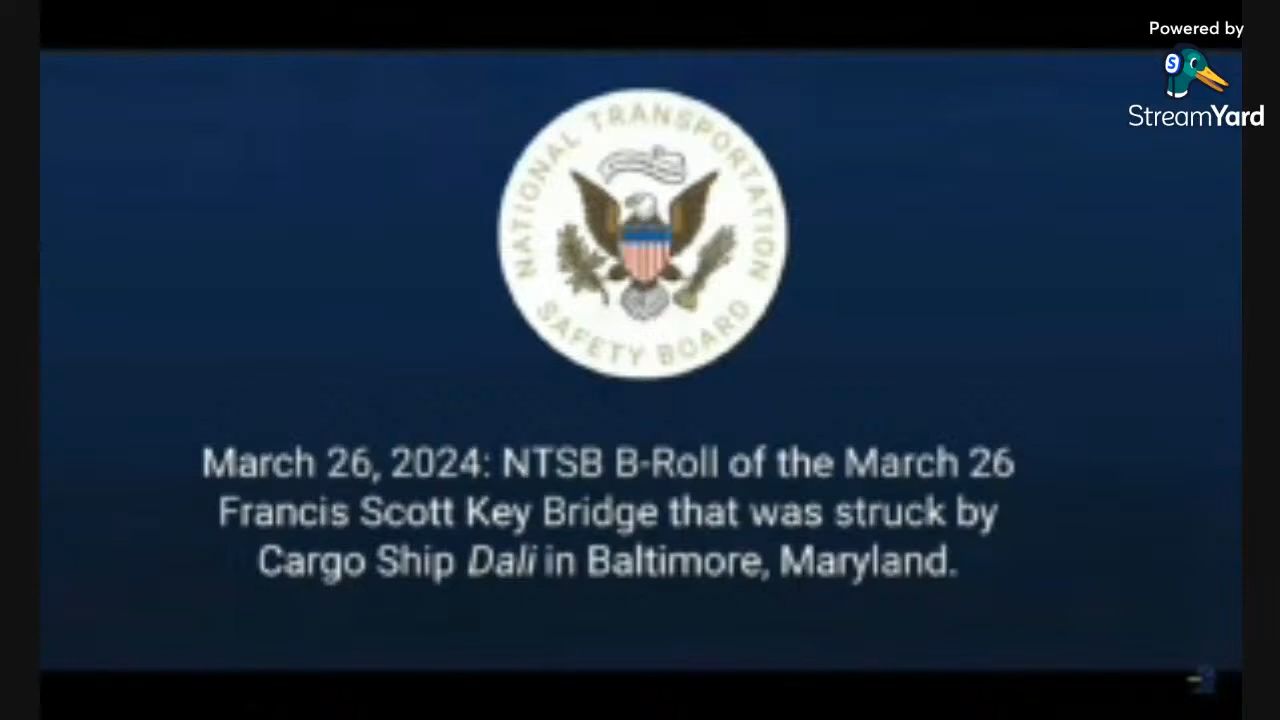 Powered by
StreamYard
NATIONAL TRANSPORTATION
SAFETY BOARD
March 26, 2024: NTSB B-Roll of the March 26
Francis Scott Key Bridge that was struck by
Cargo Ship Dali in Baltimore, Maryland.